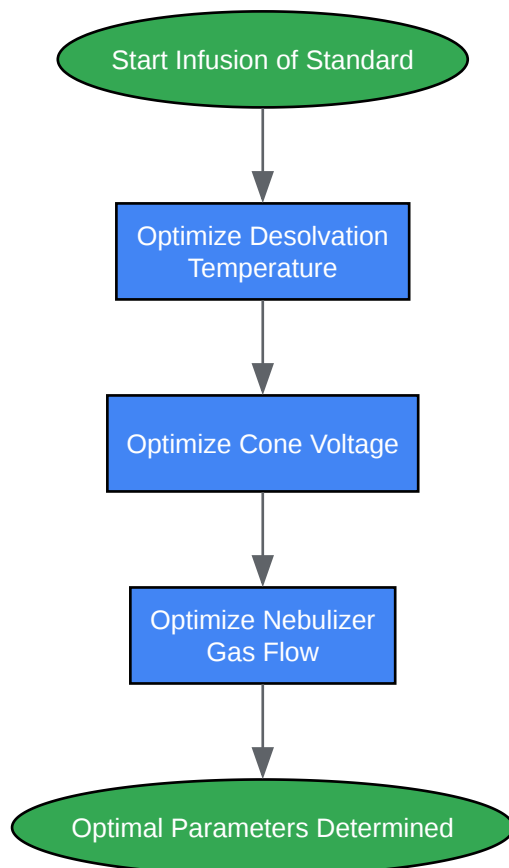 Start Infusion of Standard
Optimize Desolvation
Temperature
Optimize Cone Voltage
Optimize Nebulizer
Gas Flow
Optimal Parameters Determined